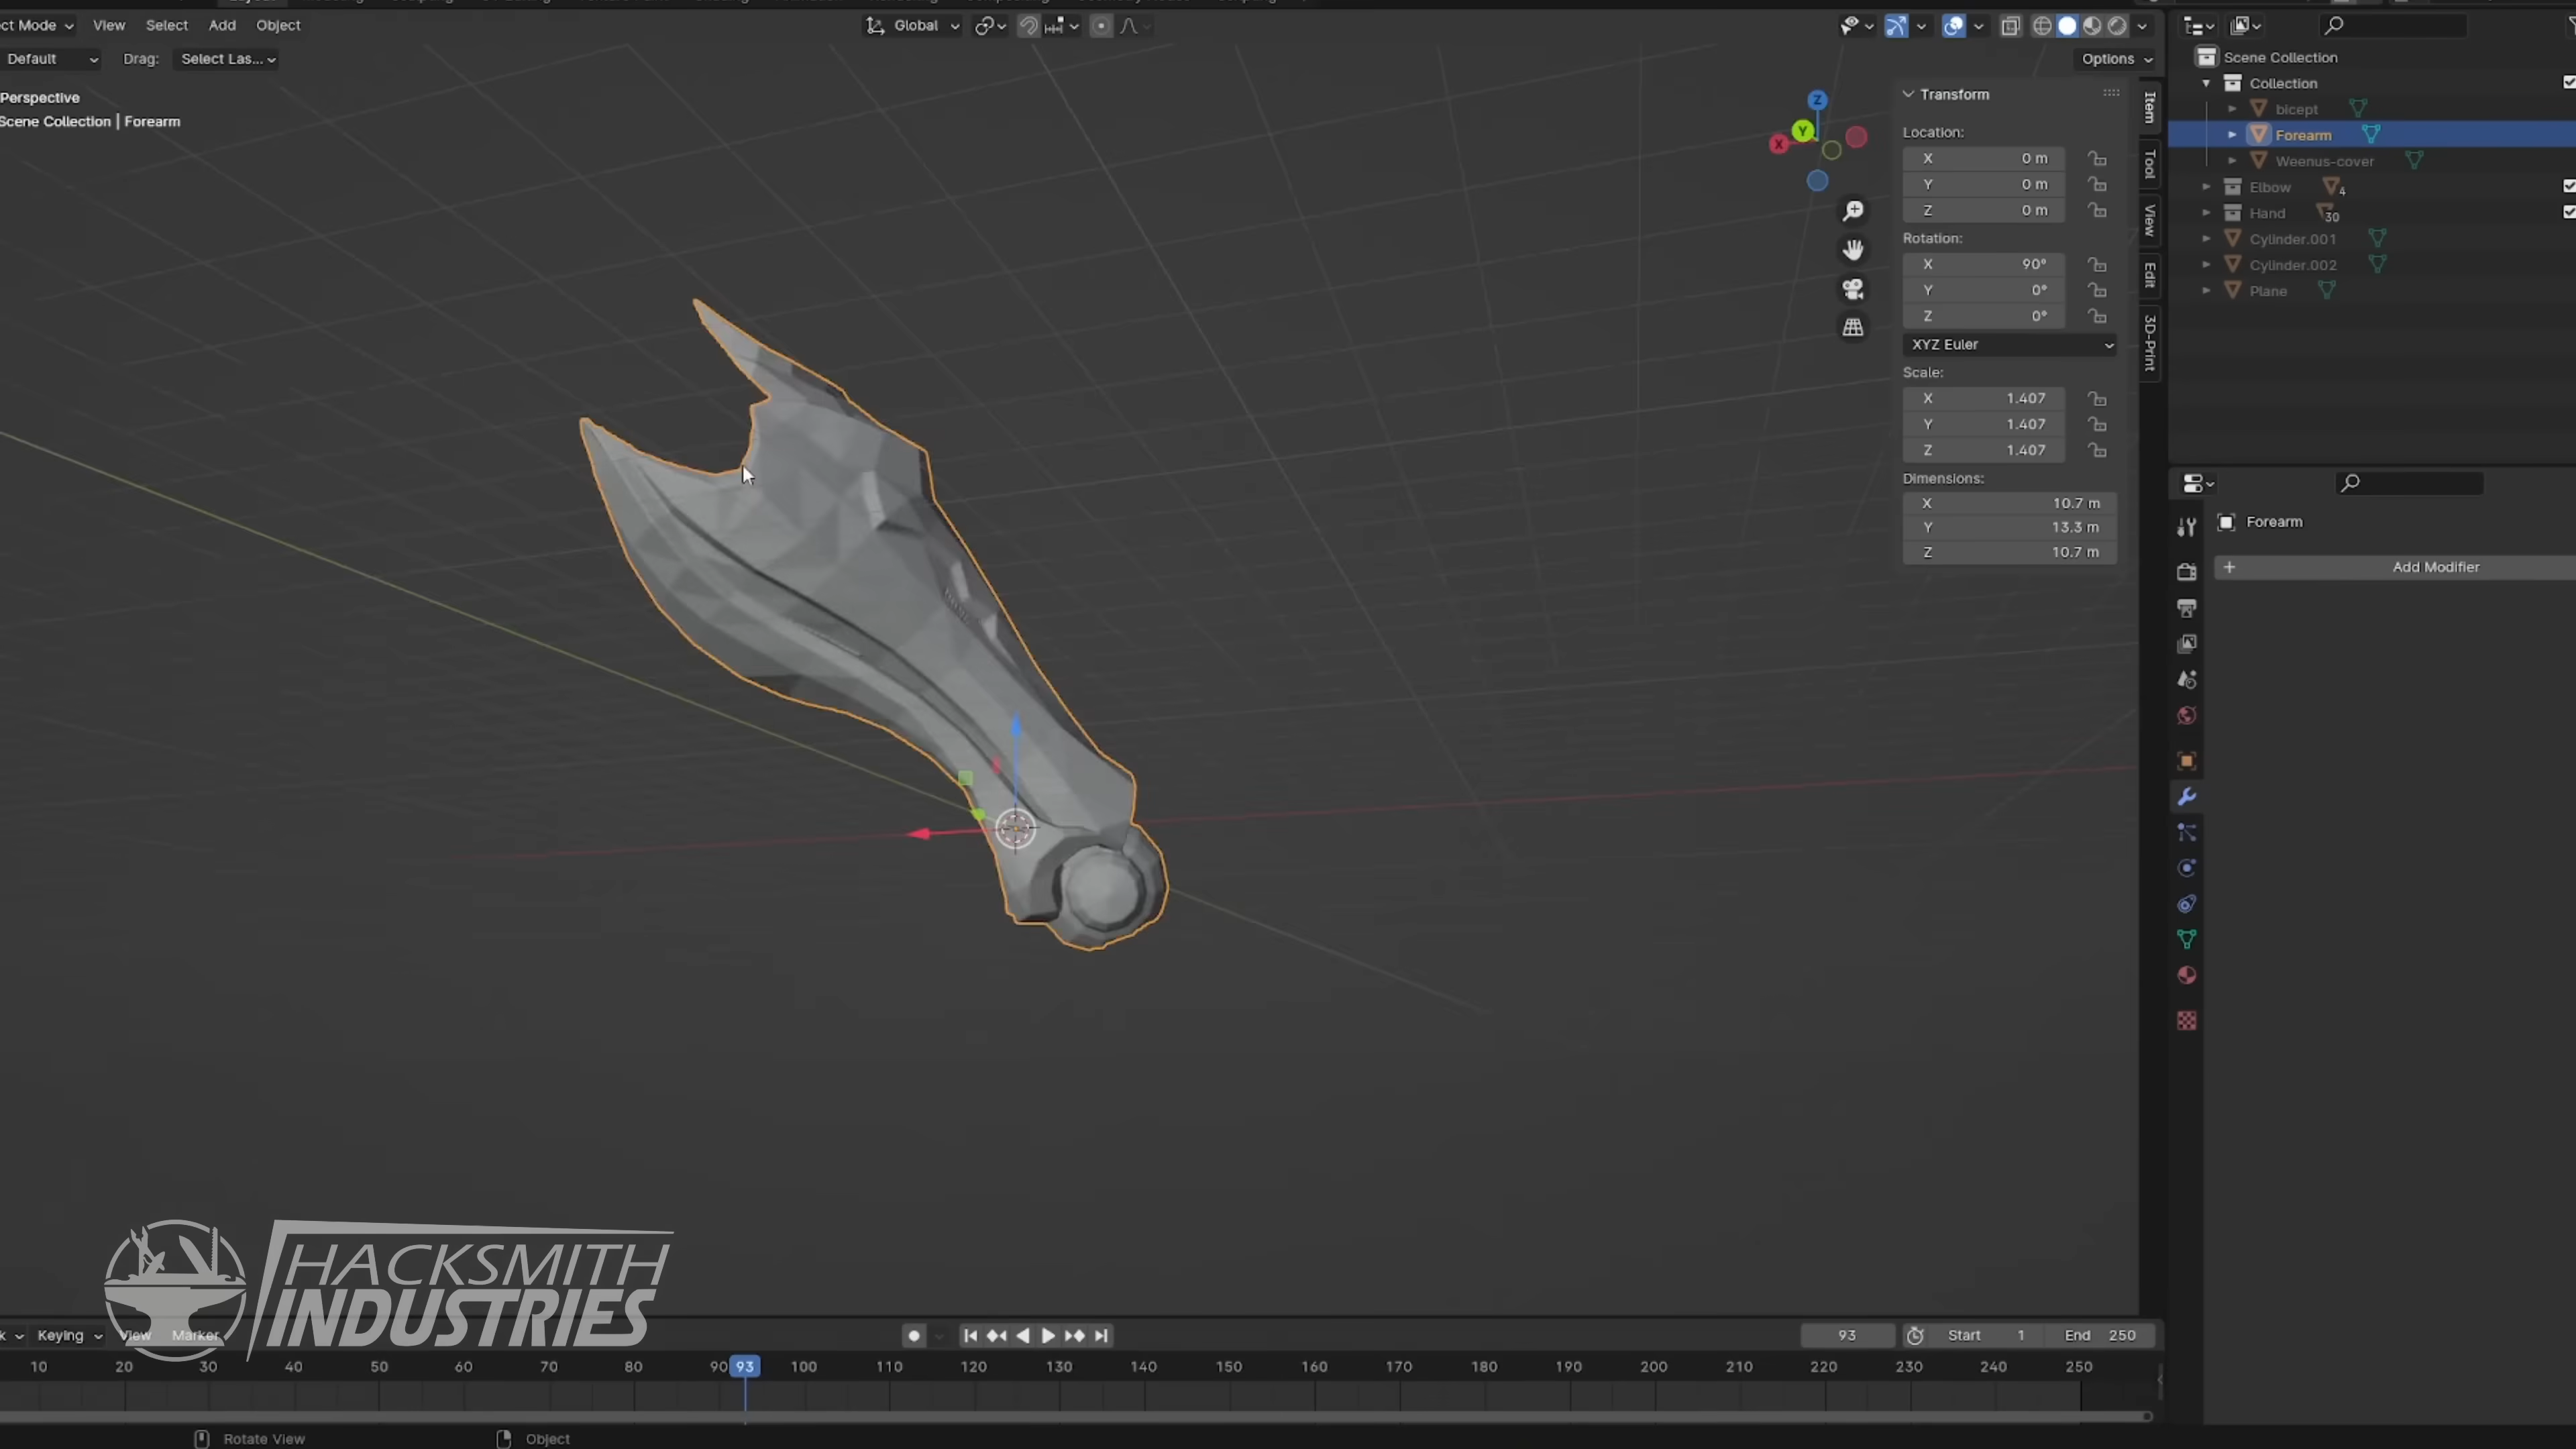 ct Mode View Select Add Object Global
Default Drag: Select Las... Options
Perspective
Scene Collection | Forearm
Z
Y
X
Transform
Location:
X 0 m
Y 0 m
Z 0 m
Rotation:
X 90°
Y 0°
Z 0°
XYZ Euler
Scale:
X 1.407
Y 1.407
Z 1.407
Dimensions:
X 10.7 m
Y 13.3 m
Z 10.7 m
Item
Tool
View
Edit
3D-Print
Scene Collection
Collection
bicept
Forearm
Weenus-cover
Elbow 4
Hand 30
Cylinder.001
Cylinder.002
Plane
Forearm
+ Add Modifier
HACKSMITH
INDUSTRIES
k Keying View Marker 93 Start 1 End 250
10 20 30 40 50 60 70 80 90 93 100 110 120 130 140 150 160 170 180 190 200 210 220 230 240 250
Rotate View Object